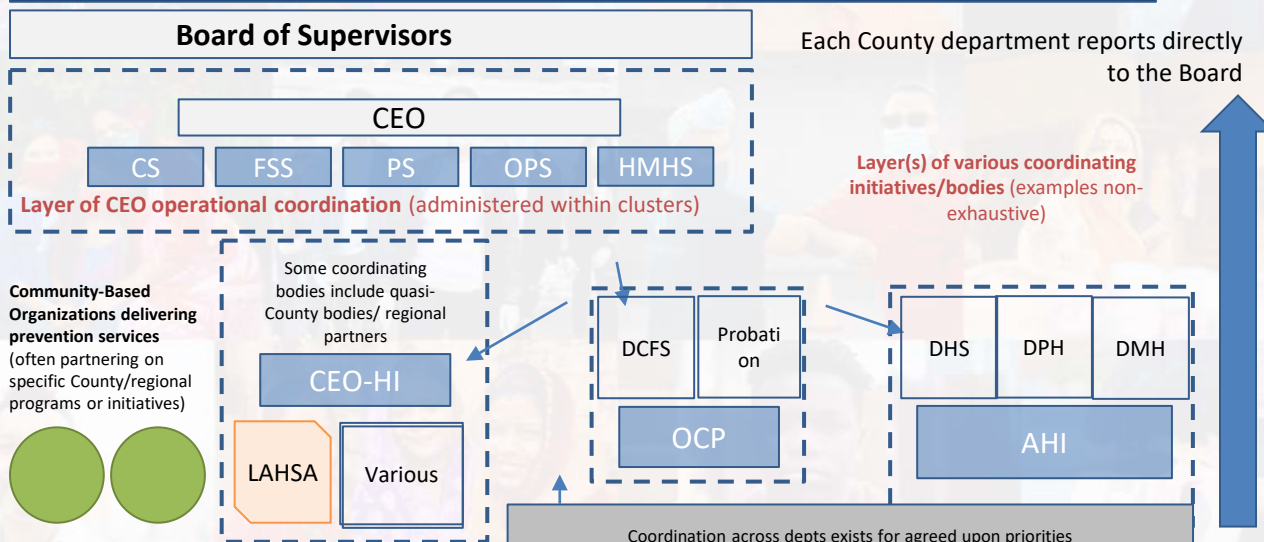 Board of Supervisors
Each County department reports directly
to the Board
CEO
CS
FSS
PS
OPS
HMHS
Layer of CEO operational coordination (administered within clusters)
Layer(s) of various coordinating
initiatives/bodies (examples non-
exhaustive)
Community-Based
Organizations delivering
prevention services
(often partnering on
specific County/regional
programs or initiatives)
Some coordinating
bodies include quasi-
County bodies/ regional
partners
CEO-HI
LAHSA
Various
DCFS
Probati
on
OCP
DHS
DPH
DMH
AHI
Coordination across depts exists for agreed upon priorities